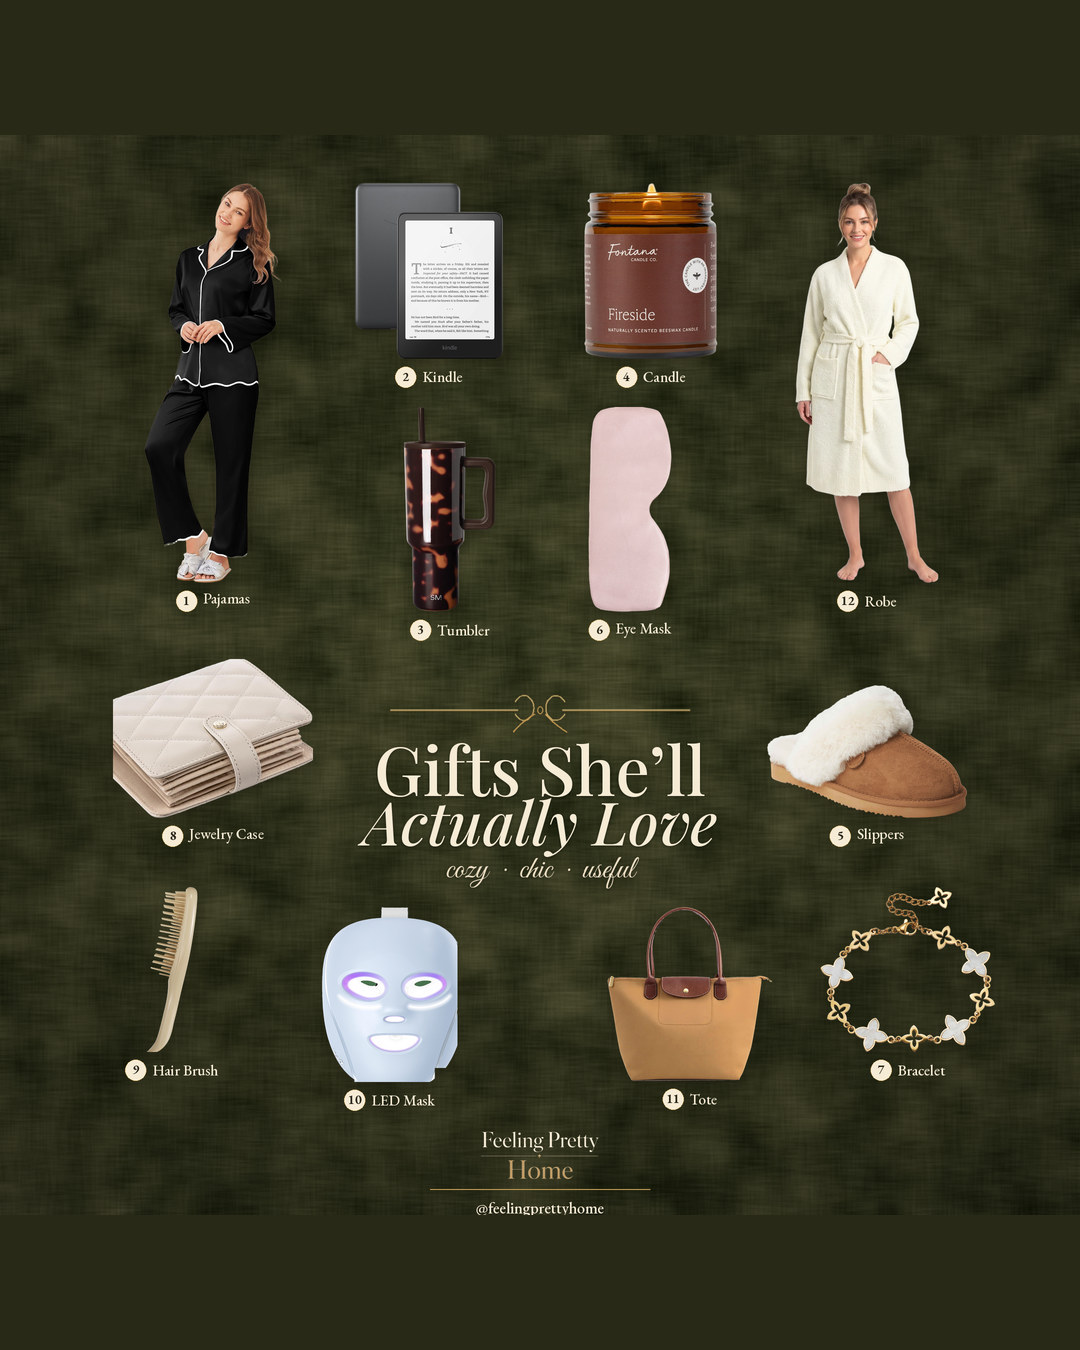 kindle
2 Kindle
Fontana
CANDLE CO.
Fireside
NATURALLY SCENTED BEESWAX CANDLE
4 Candle
1 Pajamas
SM
3 Tumbler
6 Eye Mask
12 Robe
8 Jewelry Case
Gifts She'll
Actually Love
cozy · chic · useful
5 Slippers
9 Hair Brush
10 LED Mask
11 Tote
7 Bracelet
Feeling Pretty
Home
@feelingprettyhome